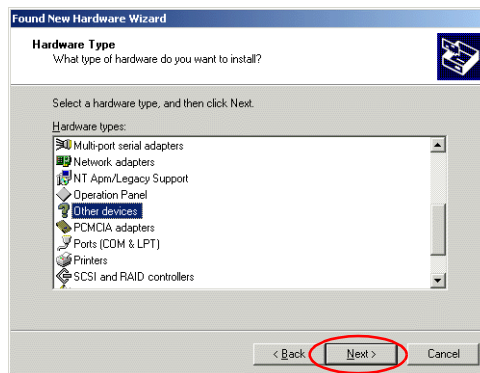 Found New Hardware Wizard
Hardware Type
What type of hardware do you want to install?
Select a hardware type, and then click Next.
Hardware types:
Multi-port serial adapters
Network adapters
NT Apm/Legacy Support
Operation Panel
Other devices
PCMCIA adapters
Ports (COM & LPT)
Printers
SCSI and RAID controllers
< Back
Next >
Cancel